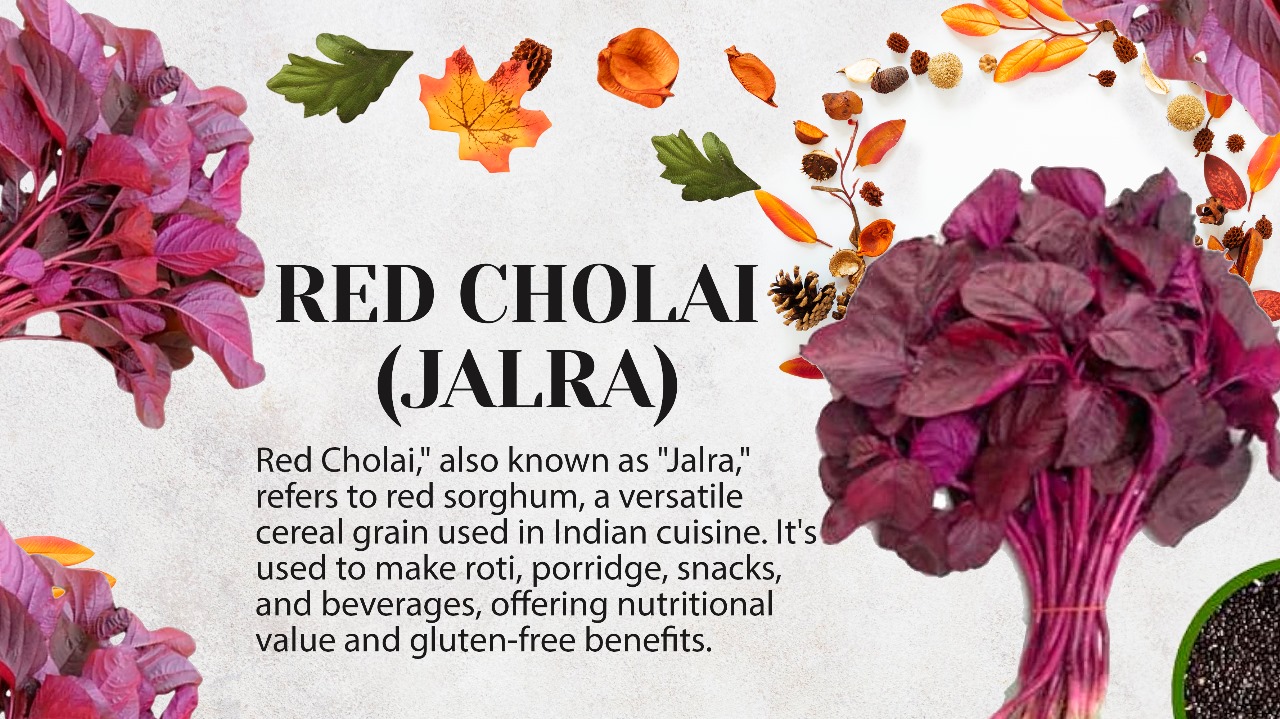 RED CHOLAI
(JALRA)
Red Cholai," also known as "Jalra,"
refers to red sorghum, a versatile
cereal grain used in Indian cuisine. It's
used to make roti, porridge, snacks,
and beverages, offering nutritional
value and gluten-free benefits.